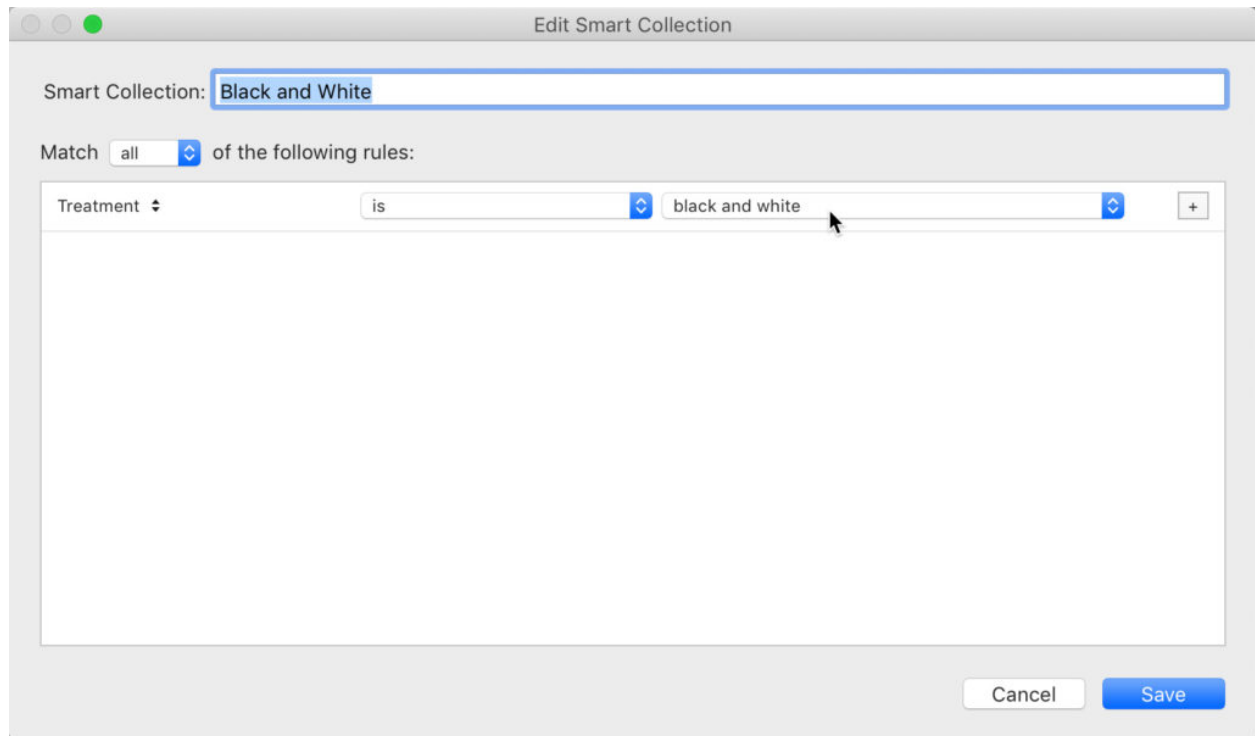 Edit Smart Collection
Smart Collection: Black and White
Match all of the following rules:
Treatment is black and white +
Cancel Save